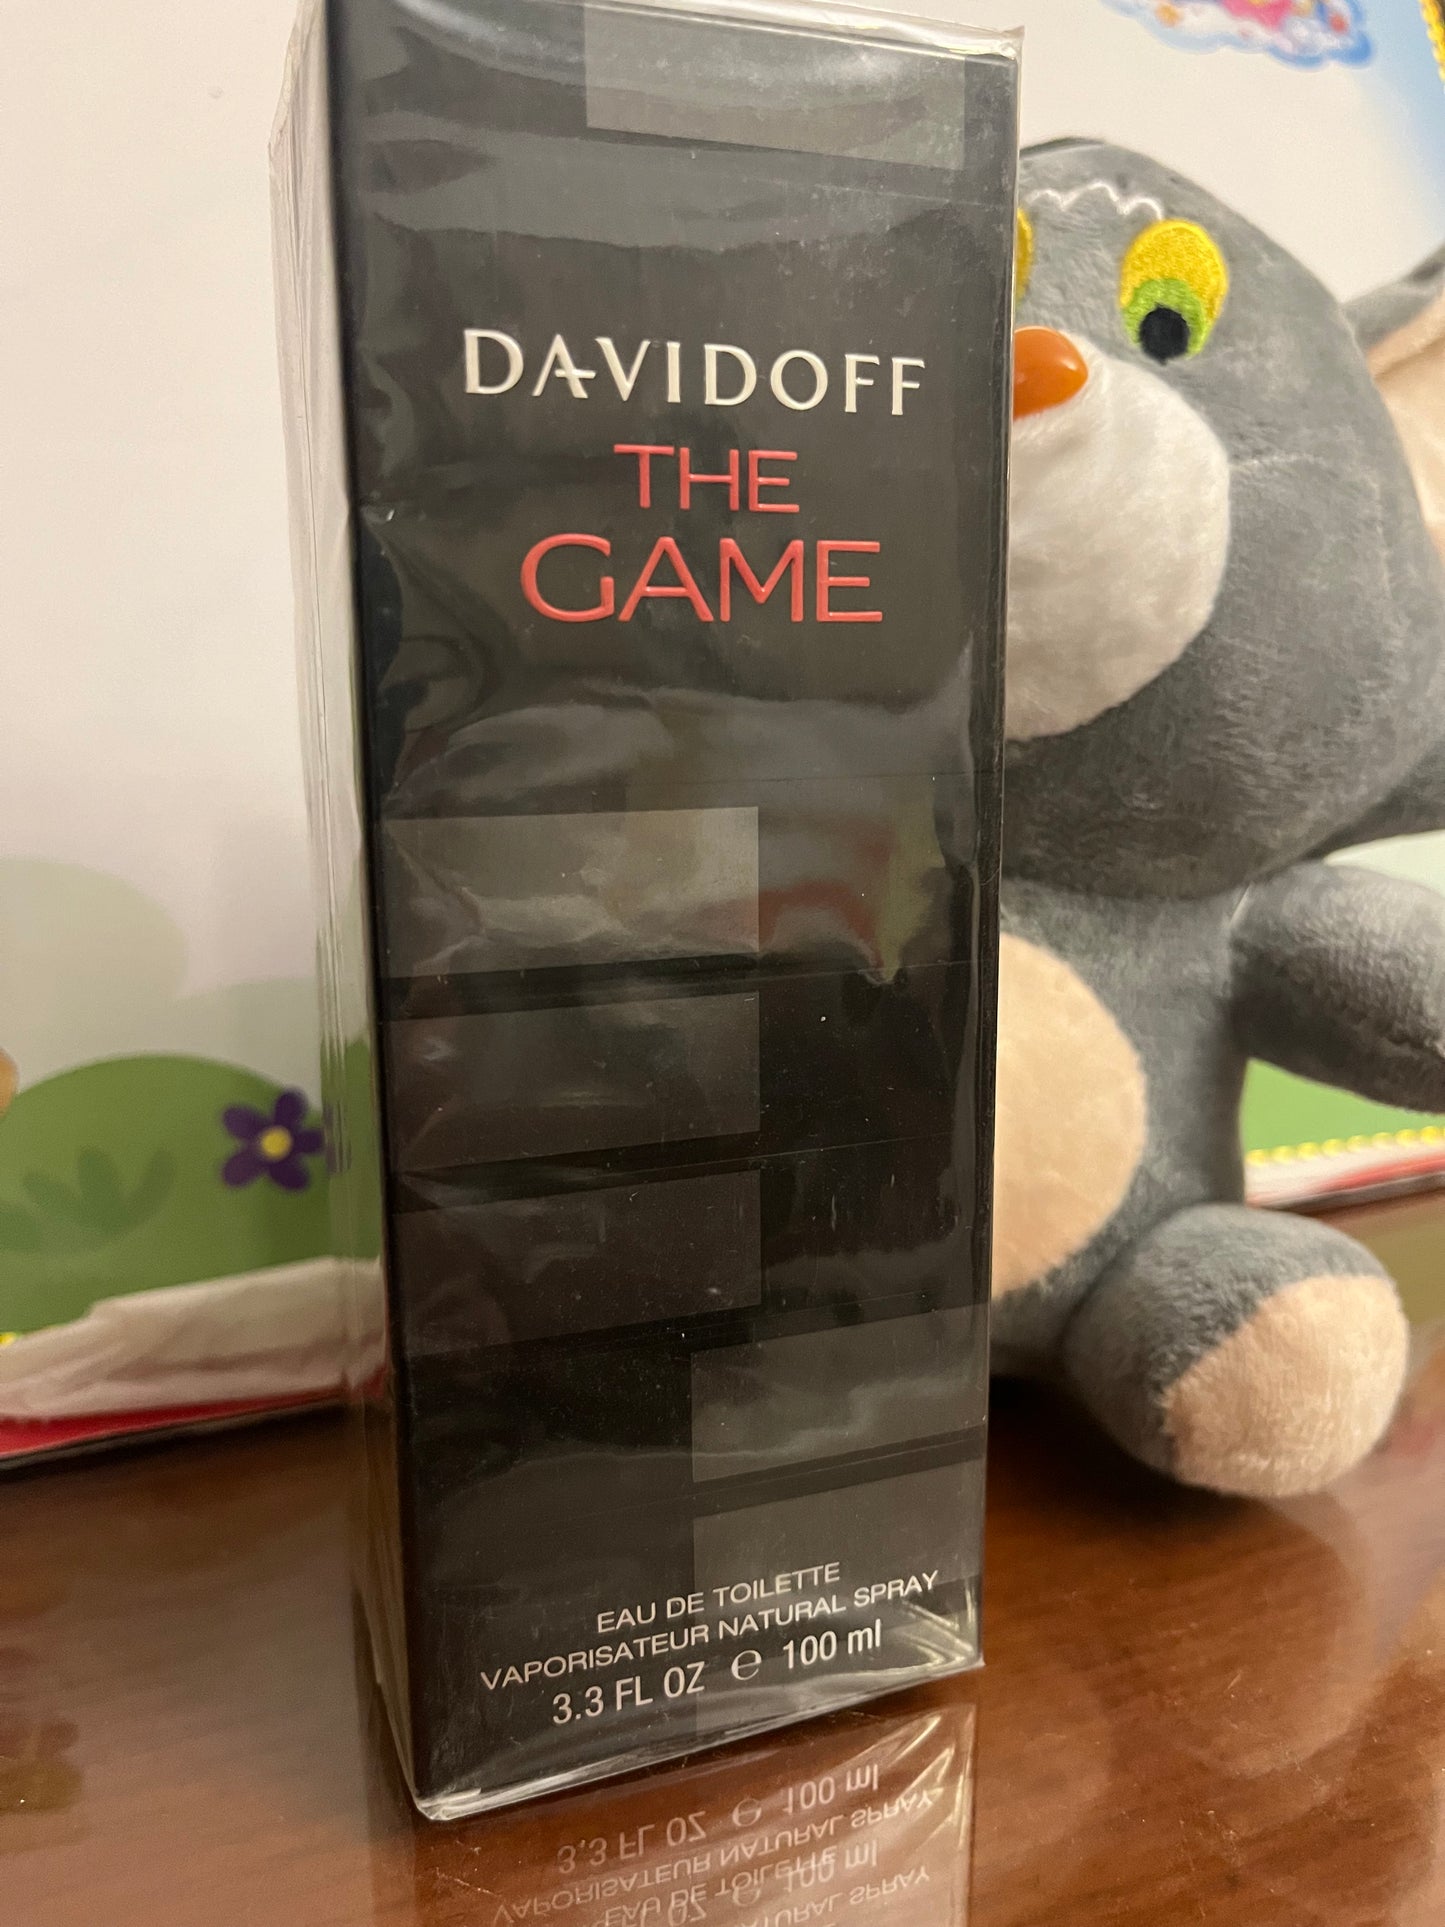 DAVIDOFF
THE
GAME
EAU DE TOILETTE
VAPORISATEUR NATURAL SPRAY
3.3 FL OZ ℮ 100 ml